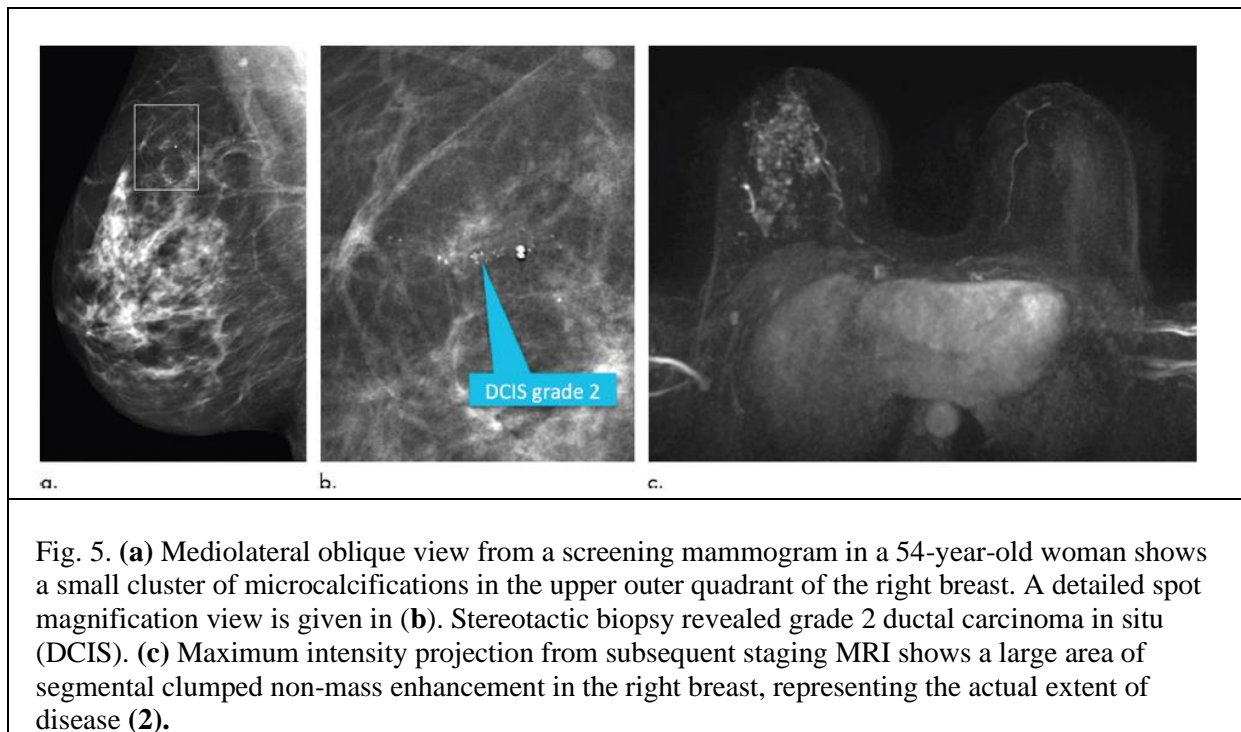 DCIS grade 2
a. b. c.
Fig. 5. (a) Mediolateral oblique view from a screening mammogram in a 54-year-old woman shows
a small cluster of microcalcifications in the upper outer quadrant of the right breast. A detailed spot
magnification view is given in (b). Stereotactic biopsy revealed grade 2 ductal carcinoma in situ
(DCIS). (c) Maximum intensity projection from subsequent staging MRI shows a large area of
segmental clumped non-mass enhancement in the right breast, representing the actual extent of
disease (2).